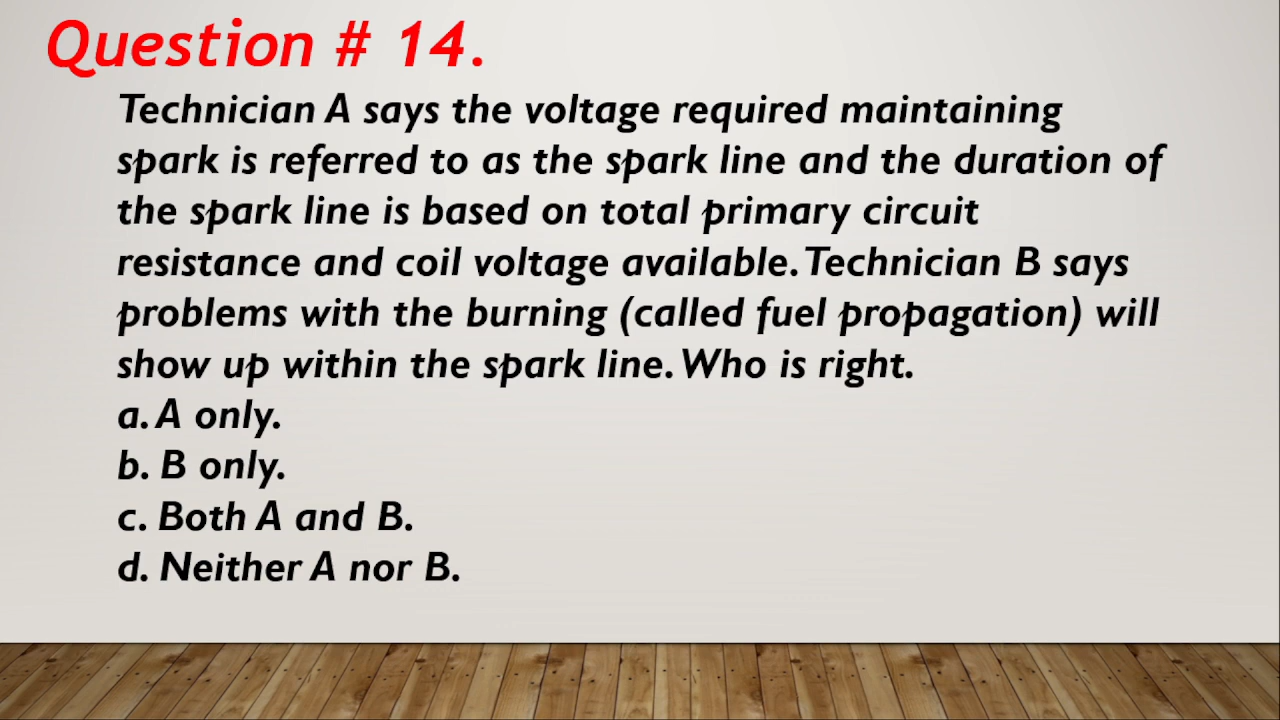 Question # 14.
Technician A says the voltage required maintaining
spark is referred to as the spark line and the duration of
the spark line is based on total primary circuit
resistance and coil voltage available. Technician B says
problems with the burning (called fuel propagation) will
show up within the spark line. Who is right.
a. A only.
b. B only.
c. Both A and B.
d. Neither A nor B.